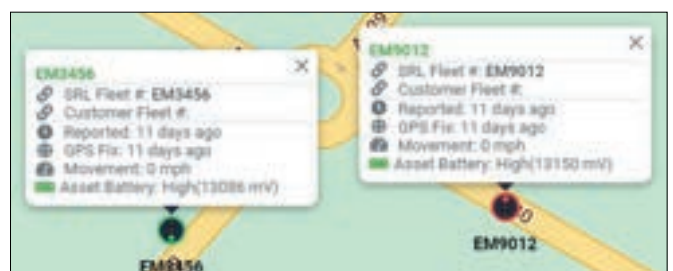 EM3456
SRL Fleet #: EM3456
Customer Fleet #:
Reported: 11 days ago
GPS Fix: 11 days ago
Movement: 0 mph
Asset Battery: High(13086 mV)
EM9012
SRL Fleet #: EM9012
Customer Fleet #:
Reported: 11 days ago
GPS Fix: 11 days ago
Movement: 0 mph
Asset Battery: High(13150 mV)
EM3456
EM9012